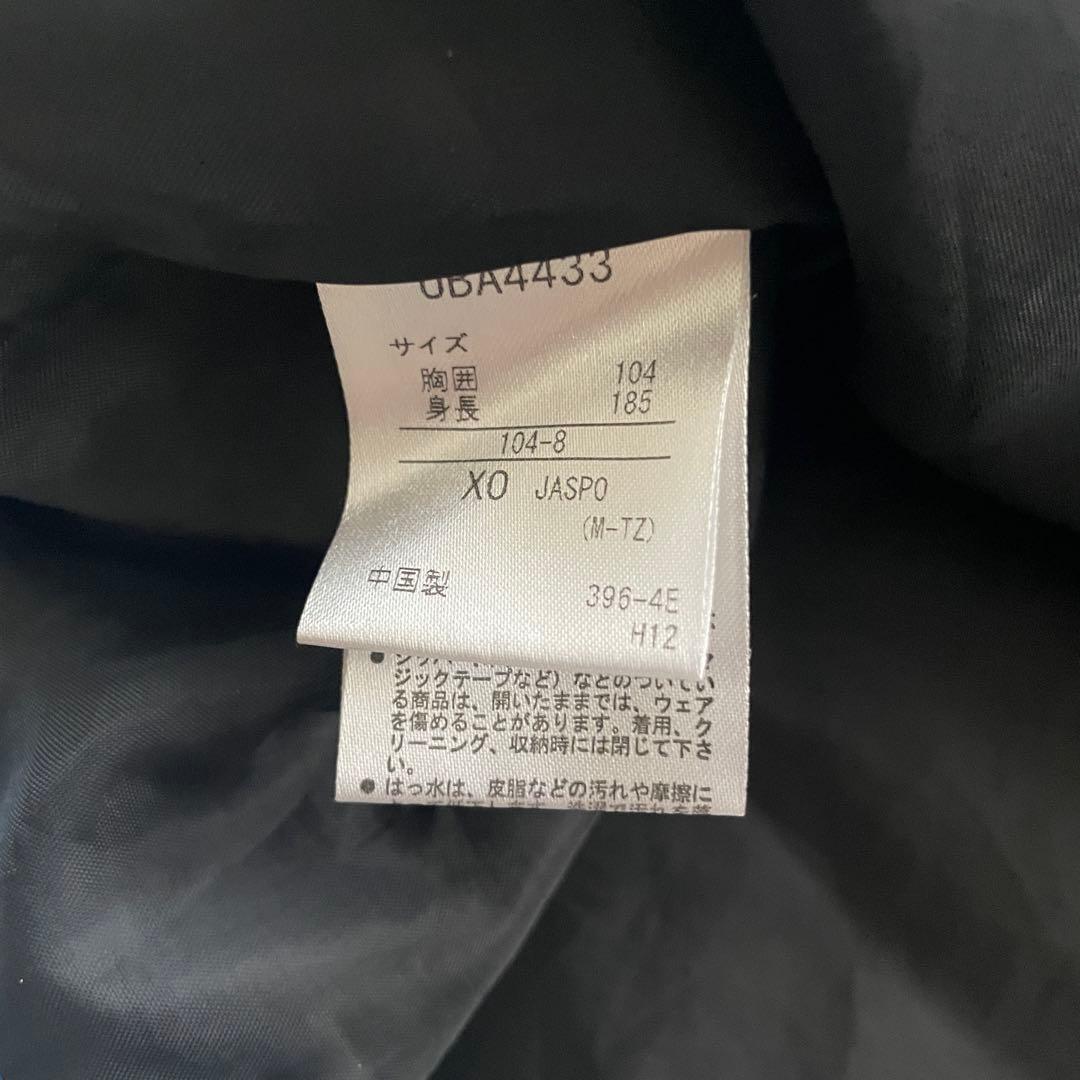 UBA4433
サイズ
胸囲 104
身長 185
104-8
XO JASPO
(M-TZ)
中国製 396-4E
H12
ジックテープなど）などのついてい
る商品は、開いたままでは、ウェア
を傷めることがあります。着用、ク
リーニング、収納時には閉じて下さ
い。
● はっ水は、皮脂などの汚れや摩擦に